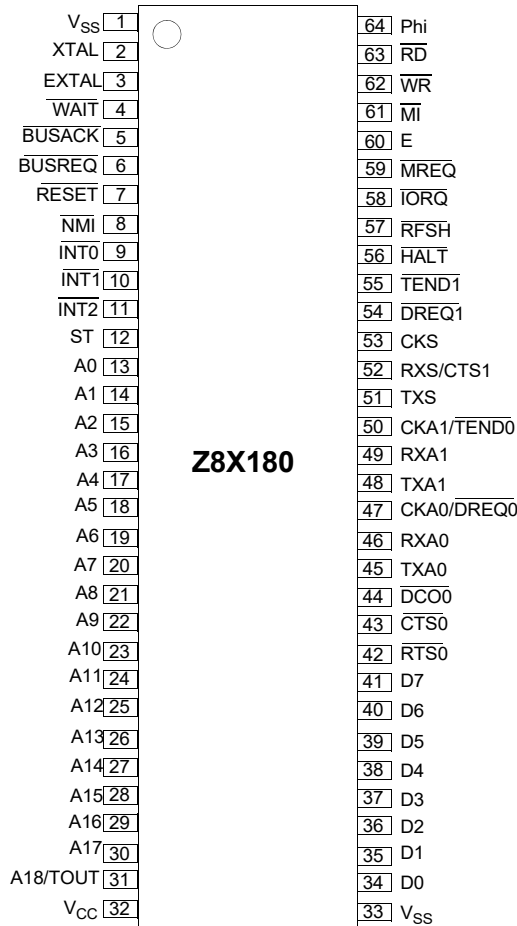 VSS 1
XTAL 2
EXTAL 3
WAIT 4
BUSACK 5
BUSREQ 6
RESET 7
NMI 8
INT0 9
INT1 10
INT2 11
ST 12
A0 13
A1 14
A2 15
A3 16
A4 17
A5 18
A6 19
A7 20
A8 21
A9 22
A10 23
A11 24
A12 25
A13 26
A14 27
A15 28
A16 29
A17 30
A18/TOUT 31
VCC 32
Z8X180
64 Phi
63 RD
62 WR
61 MI
60 E
59 MREQ
58 IORQ
57 RFSH
56 HALT
55 TEND1
54 DREQ1
53 CKS
52 RXS/CTS1
51 TXS
50 CKA1/TEND0
49 RXA1
48 TXA1
47 CKA0/DREQ0
46 RXA0
45 TXA0
44 DCO0
43 CTS0
42 RTS0
41 D7
40 D6
39 D5
38 D4
37 D3
36 D2
35 D1
34 D0
33 VSS